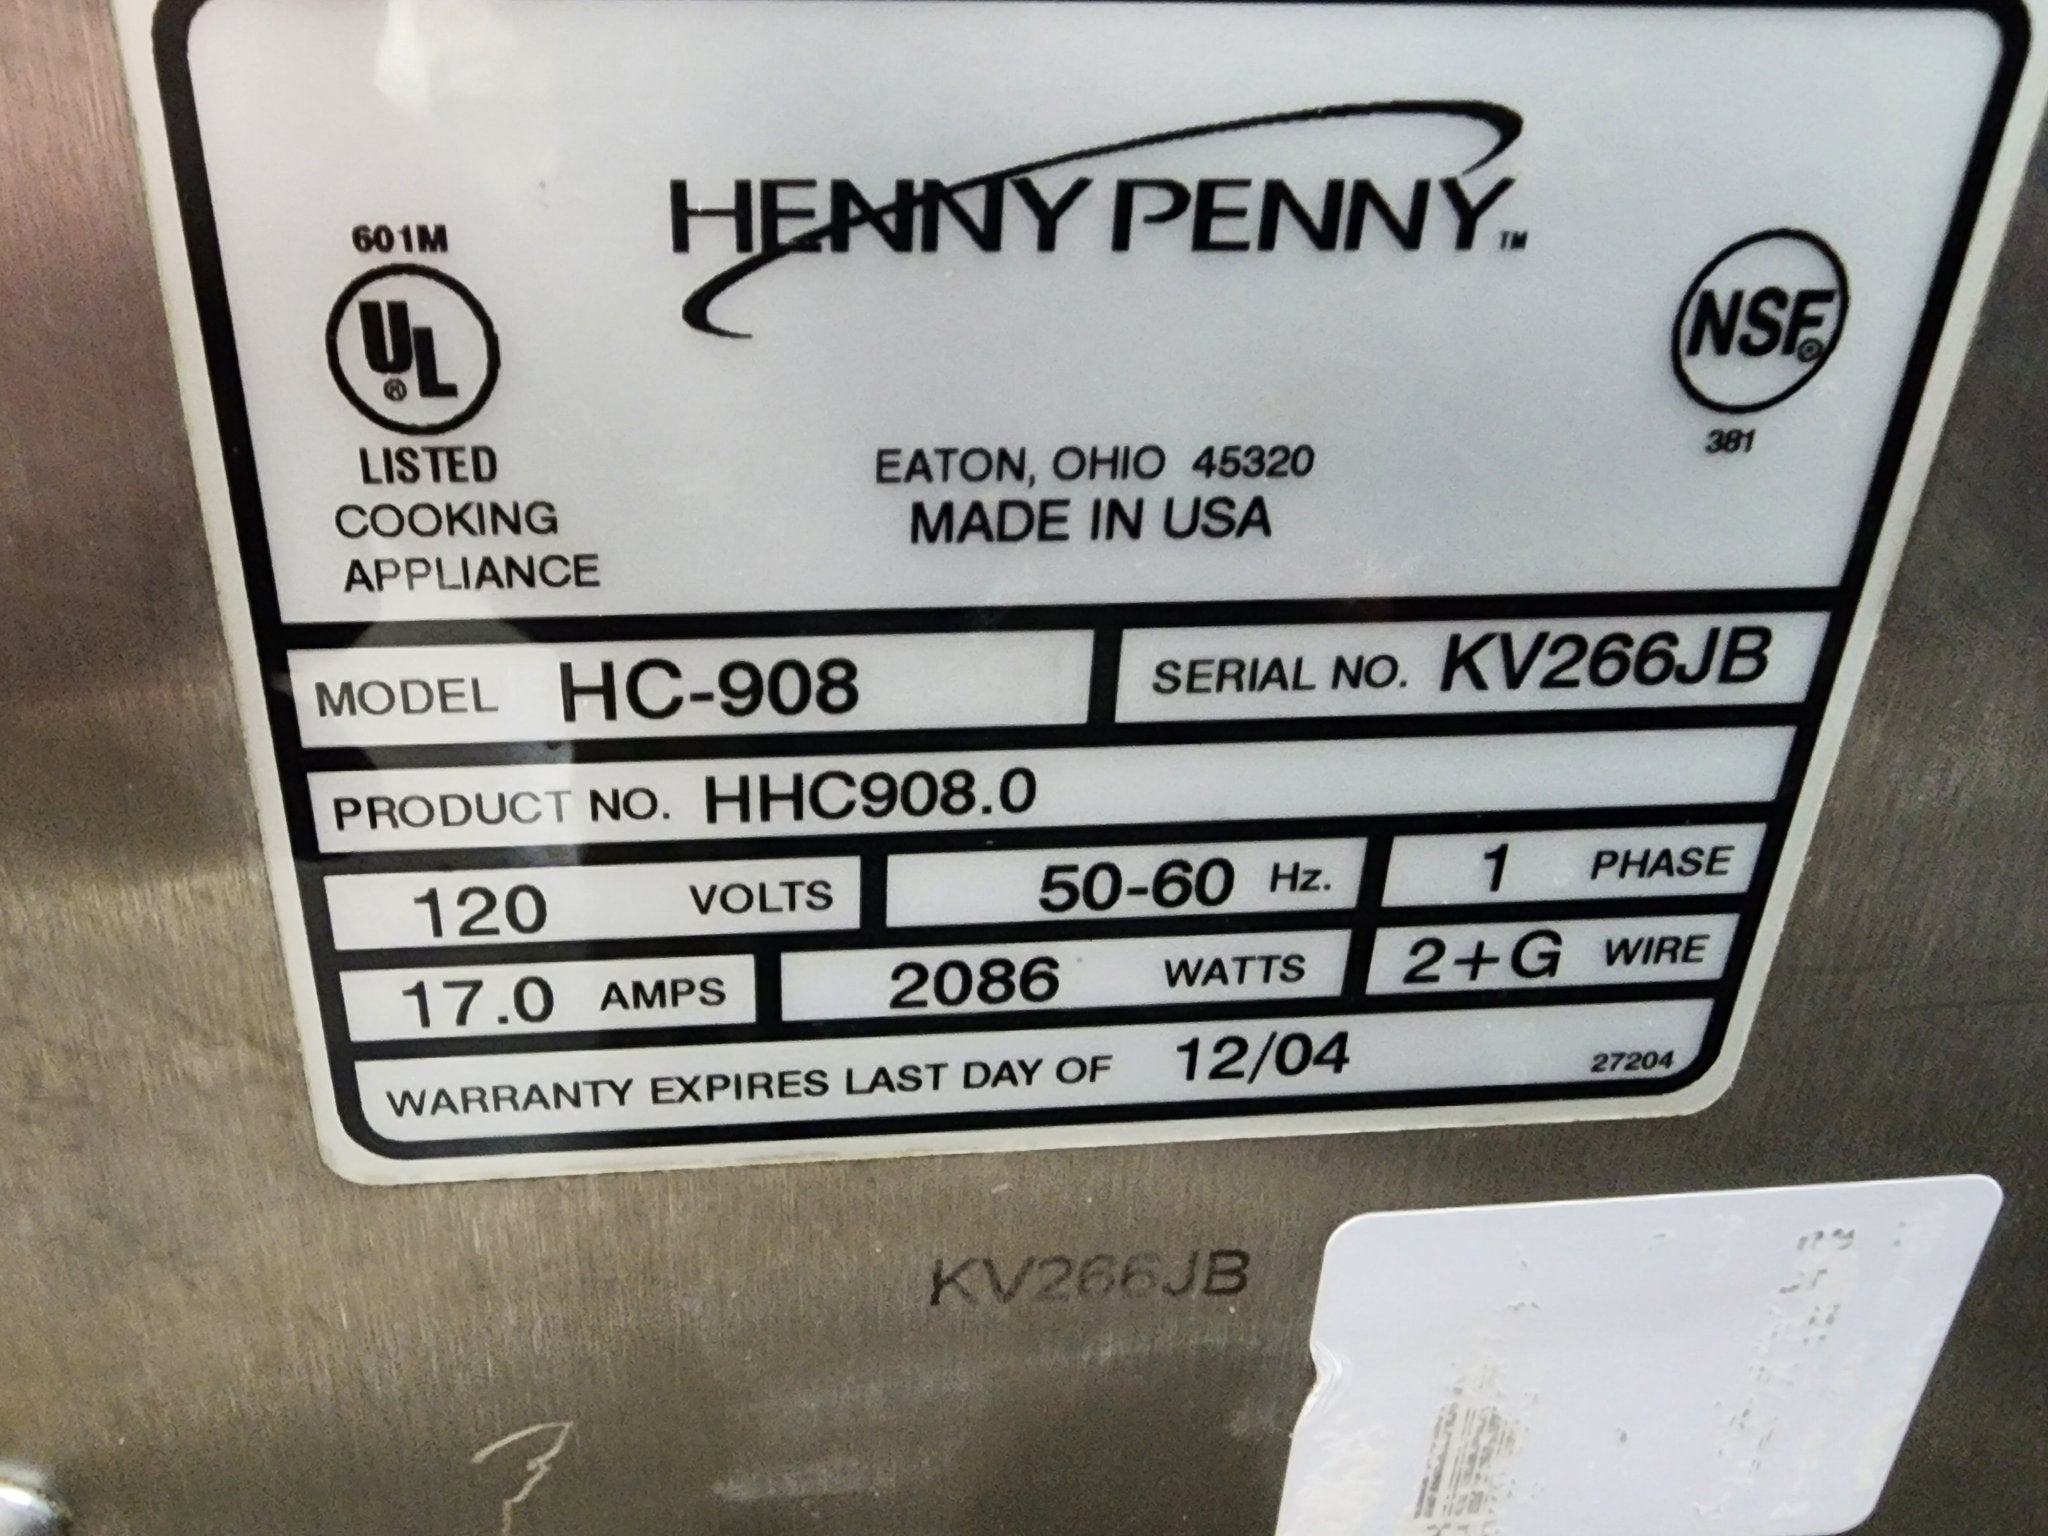 HENNY PENNY™
601M
UL®
LISTED
COOKING
APPLIANCE
NSF®
381
EATON, OHIO 45320
MADE IN USA
MODEL HC-908
SERIAL NO. KV266JB
PRODUCT NO. HHC908.0
120 VOLTS
50-60 Hz.
1 PHASE
17.0 AMPS
2086 WATTS
2+G WIRE
WARRANTY EXPIRES LAST DAY OF 12/04
27204
KV266JB